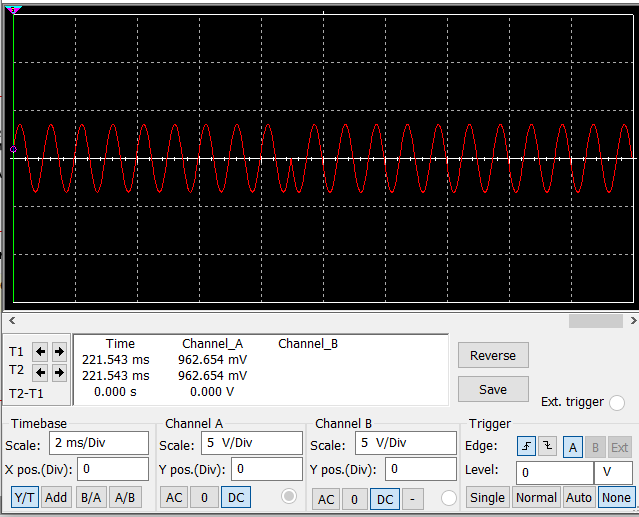 Time Channel_A Channel_B
T1 221.543 ms 962.654 mV
T2 221.543 ms 962.654 mV
T2-T1 0.000 s 0.000 V
Reverse
Save
Ext. trigger
Timebase Channel A Channel B Trigger
Scale: 2 ms/Div Scale: 5 V/Div Scale: 5 V/Div Edge: A B Ext
X pos.(Div): 0 Y pos.(Div): 0 Y pos.(Div): 0 Level: 0 V
Y/T Add B/A A/B AC 0 DC AC 0 DC - Single Normal Auto None